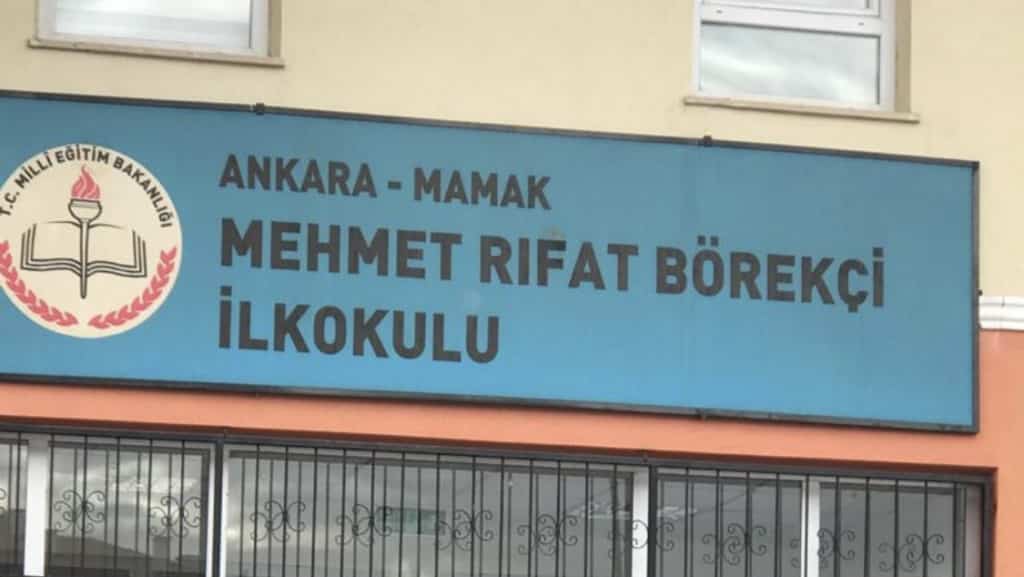 T.C. MİLLİ EĞİTİM BAKANLIĞI
ANKARA - MAMAK
MEHMET RIFAT BÖREKÇİ
İLKOKULU